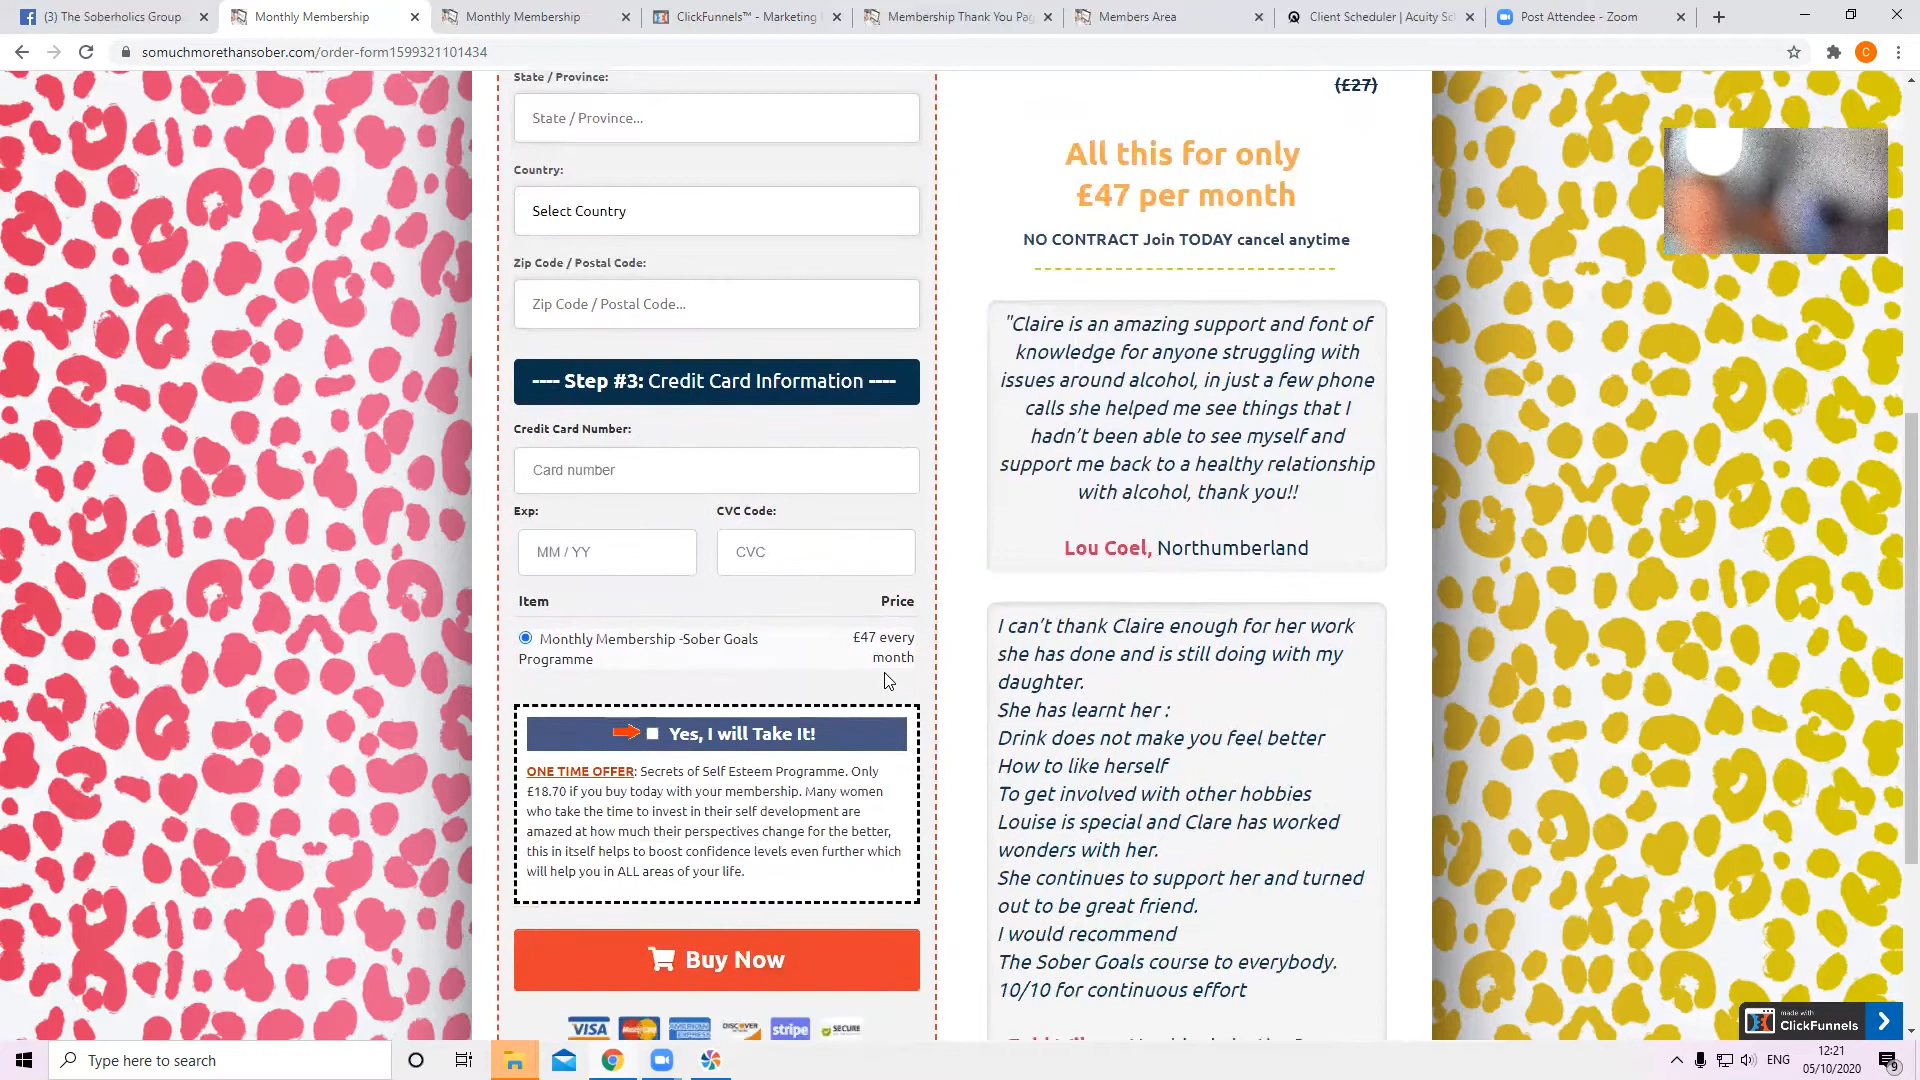 (3) The Soberholics Group
Monthly Membership
Monthly Membership
ClickFunnels™ - Marketing
Membership Thank You Pag
Members Area
Client Scheduler | Acuity Sc
Post Attendee - Zoom
somuchmorethansober.com/order-form1599321101434
C
State / Province:
State / Province...
Country:
Select Country
Zip Code / Postal Code:
Zip Code / Postal Code...
---- Step #3: Credit Card Information ----
Credit Card Number:
Card number
Exp: CVC Code:
MM / YY CVC
Item Price
Monthly Membership -Sober Goals £47 every
Programme month
Yes, I will Take It!
ONE TIME OFFER: Secrets of Self Esteem Programme. Only
£18.70 if you buy today with your membership. Many women
who take the time to invest in their self development are
amazed at how much their perspectives change for the better,
this in itself helps to boost confidence levels even further which
will help you in ALL areas of your life.
Buy Now
VISA MasterCard AMERICAN EXPRESS DISCOVER stripe SECURE
(£27)
All this for only
£47 per month
NO CONTRACT Join TODAY cancel anytime
"Claire is an amazing support and font of
knowledge for anyone struggling with
issues around alcohol, in just a few phone
calls she helped me see things that I
hadn't been able to see myself and
support me back to a healthy relationship
with alcohol, thank you!!
Lou Coel, Northumberland
I can't thank Claire enough for her work
she has done and is still doing with my
daughter.
She has learnt her :
Drink does not make you feel better
How to like herself
To get involved with other hobbies
Louise is special and Clare has worked
wonders with her.
She continues to support her and turned
out to be great friend.
I would recommend
The Sober Goals course to everybody.
10/10 for continuous effort
made with
ClickFunnels
Type here to search
ENG
12:21
05/10/2020
9